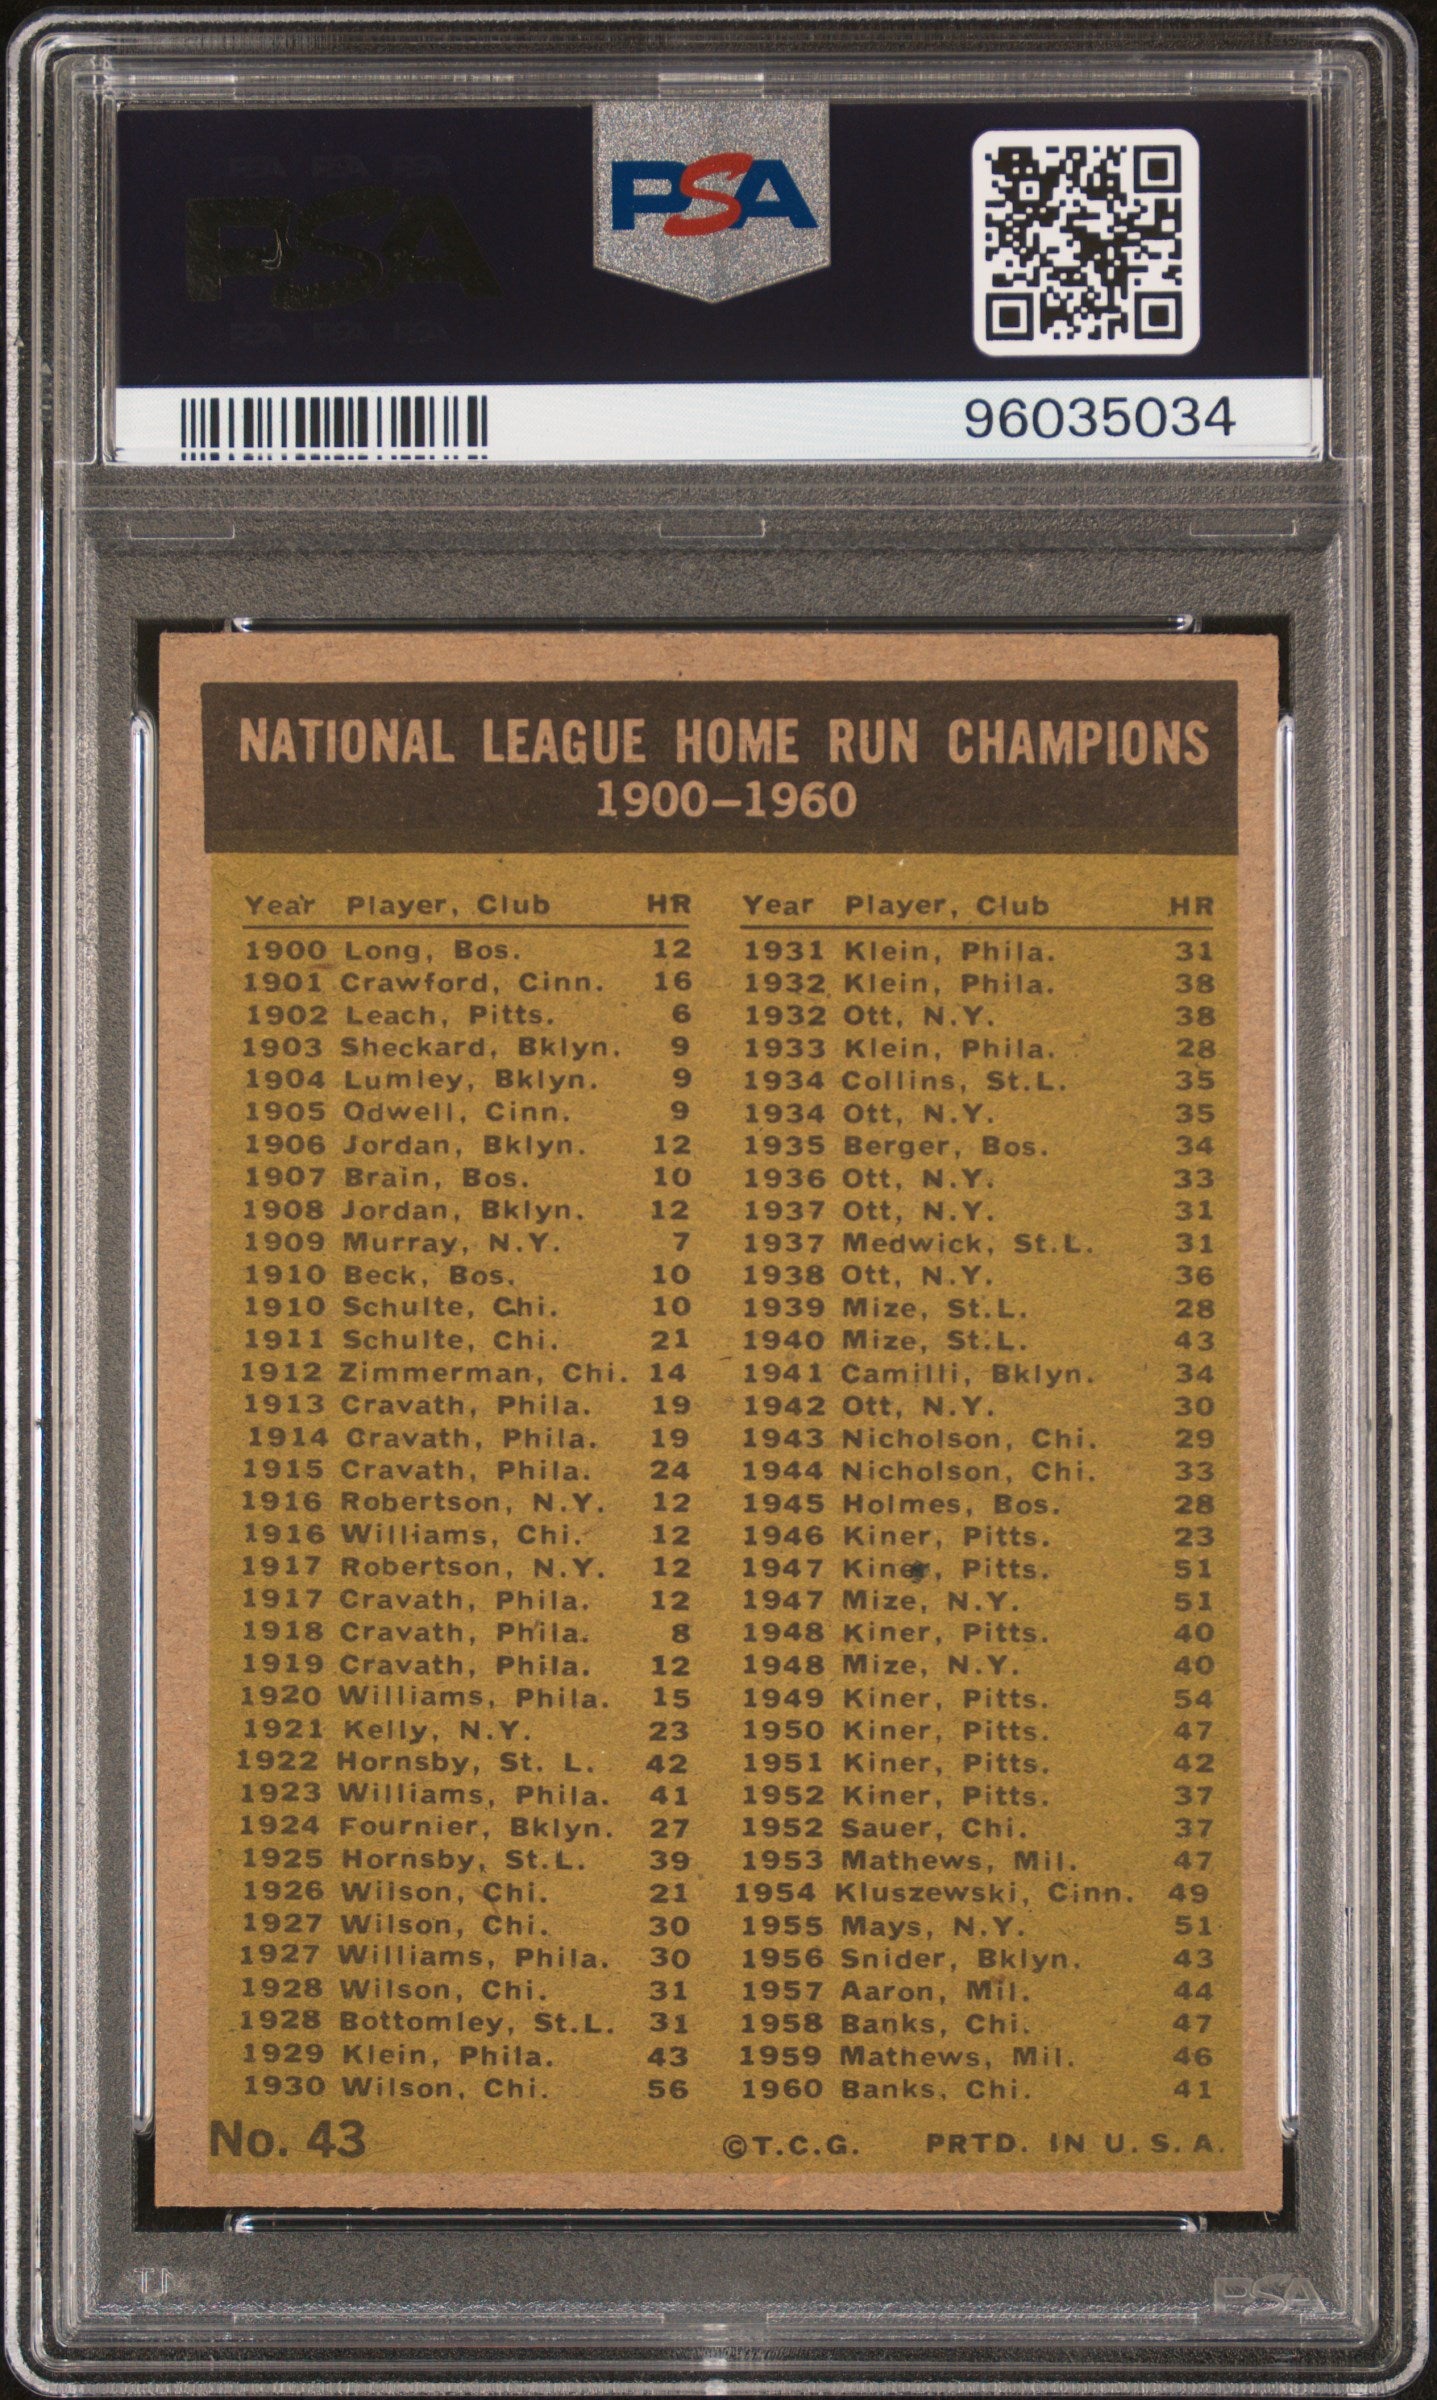 PSA
PSA
96035034
NATIONAL LEAGUE HOME RUN CHAMPIONS
1900–1960
Year Player, Club HR
1900 Long, Bos. 12
1901 Crawford, Cinn. 16
1902 Leach, Pitts. 6
1903 Sheckard, Bklyn. 9
1904 Lumley, Bklyn. 9
1905 Odwell, Cinn. 9
1906 Jordan, Bklyn. 12
1907 Brain, Bos. 10
1908 Jordan, Bklyn. 12
1909 Murray, N.Y. 7
1910 Beck, Bos. 10
1910 Schulte, Chi. 10
1911 Schulte, Chi. 21
1912 Zimmerman, Chi. 14
1913 Cravath, Phila. 19
1914 Cravath, Phila. 19
1915 Cravath, Phila. 24
1916 Robertson, N.Y. 12
1916 Williams, Chi. 12
1917 Robertson, N.Y. 12
1917 Cravath, Phila. 12
1918 Cravath, Phila. 8
1919 Cravath, Phila. 12
1920 Williams, Phila. 15
1921 Kelly, N.Y. 23
1922 Hornsby, St. L. 42
1923 Williams, Phila. 41
1924 Fournier, Bklyn. 27
1925 Hornsby, St.L. 39
1926 Wilson, Chi. 21
1927 Wilson, Chi. 30
1927 Williams, Phila. 30
1928 Wilson, Chi. 31
1928 Bottomley, St.L. 31
1929 Klein, Phila. 43
1930 Wilson, Chi. 56
Year Player, Club HR
1931 Klein, Phila. 31
1932 Klein, Phila. 38
1932 Ott, N.Y. 38
1933 Klein, Phila. 28
1934 Collins, St.L. 35
1934 Ott, N.Y. 35
1935 Berger, Bos. 34
1936 Ott, N.Y. 33
1937 Ott, N.Y. 31
1937 Medwick, St.L. 31
1938 Ott, N.Y. 36
1939 Mize, St.L. 28
1940 Mize, St.L. 43
1941 Camilli, Bklyn. 34
1942 Ott, N.Y. 30
1943 Nicholson, Chi. 29
1944 Nicholson, Chi. 33
1945 Holmes, Bos. 28
1946 Kiner, Pitts. 23
1947 Kiner, Pitts. 51
1947 Mize, N.Y. 51
1948 Kiner, Pitts. 40
1948 Mize, N.Y. 40
1949 Kiner, Pitts. 54
1950 Kiner, Pitts. 47
1951 Kiner, Pitts. 42
1952 Kiner, Pitts. 37
1952 Sauer, Chi. 37
1953 Mathews, Mil. 47
1954 Kluszewski, Cinn. 49
1955 Mays, N.Y. 51
1956 Snider, Bklyn. 43
1957 Aaron, Mil. 44
1958 Banks, Chi. 47
1959 Mathews, Mil. 46
1960 Banks, Chi. 41
No. 43
©T.C.G. PRTD. IN U.S.A.
PSA